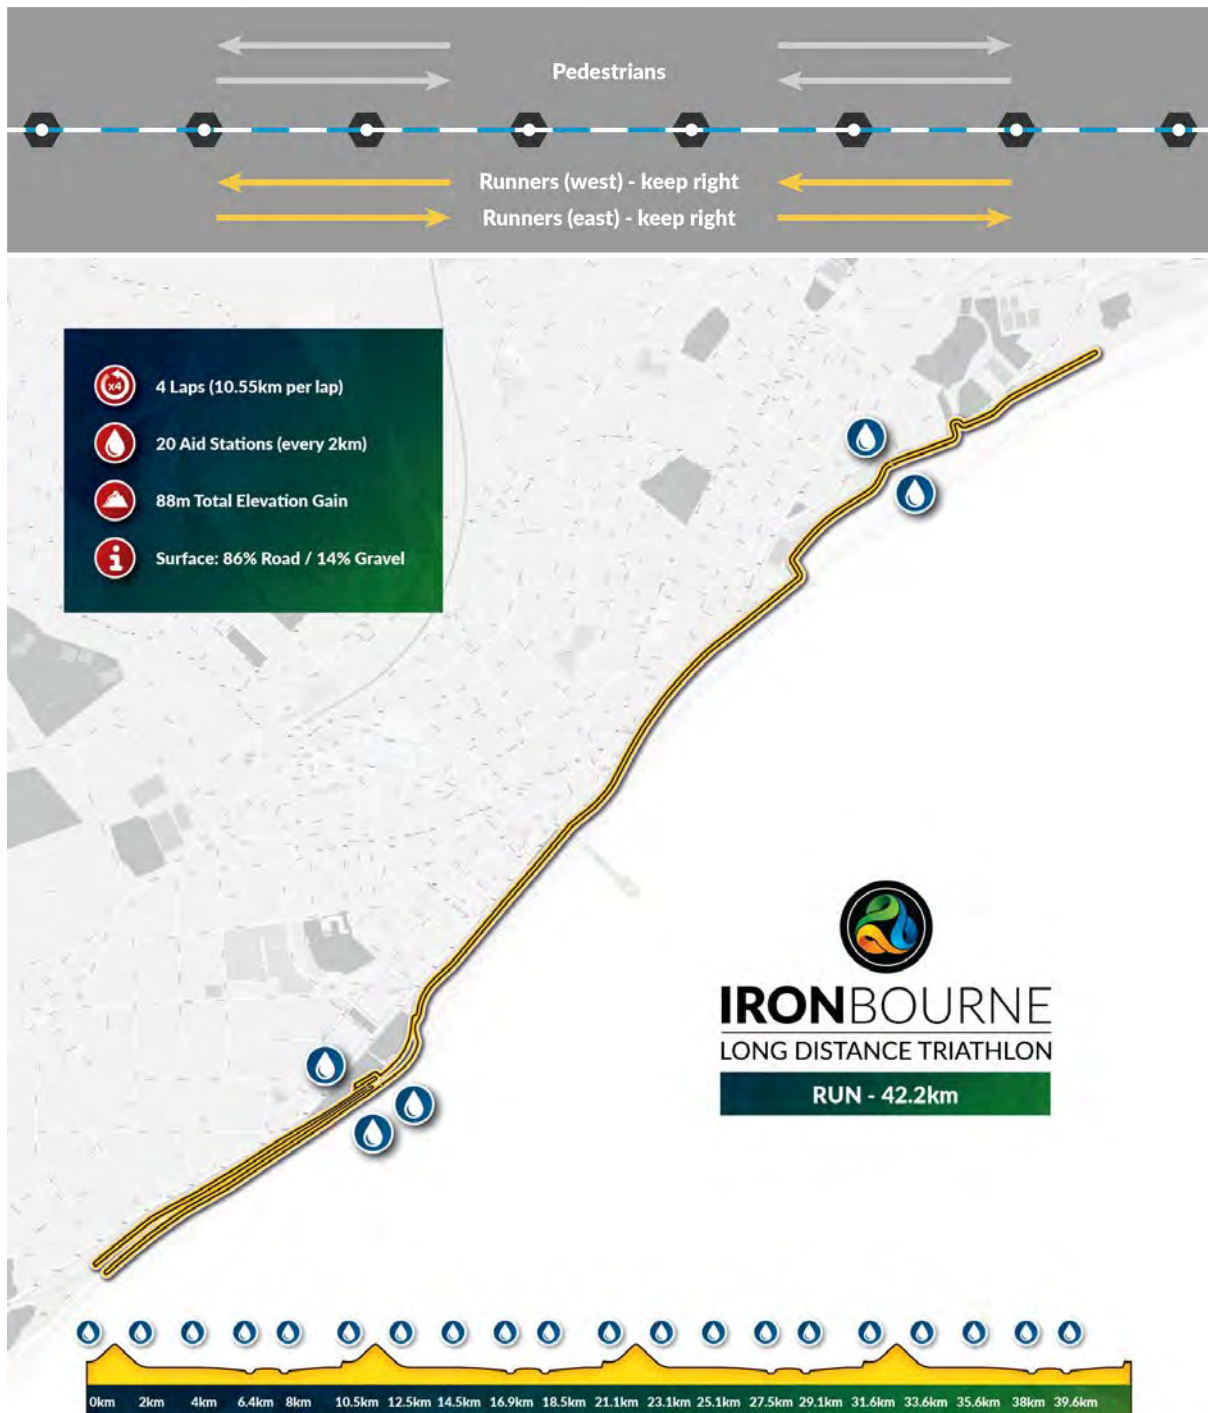 Pedestrians
Runners (west) - keep right
Runners (east) - keep right
x4
4 Laps (10.55km per lap)
20 Aid Stations (every 2km)
88m Total Elevation Gain
Surface: 86% Road / 14% Gravel
IRONBOURNE
LONG DISTANCE TRIATHLON
RUN - 42.2km
0km 2km 4km 6.4km 8km 10.5km 12.5km 14.5km 16.9km 18.5km 21.1km 23.1km 25.1km 27.5km 29.1km 31.6km 33.6km 35.6km 38km 39.6km